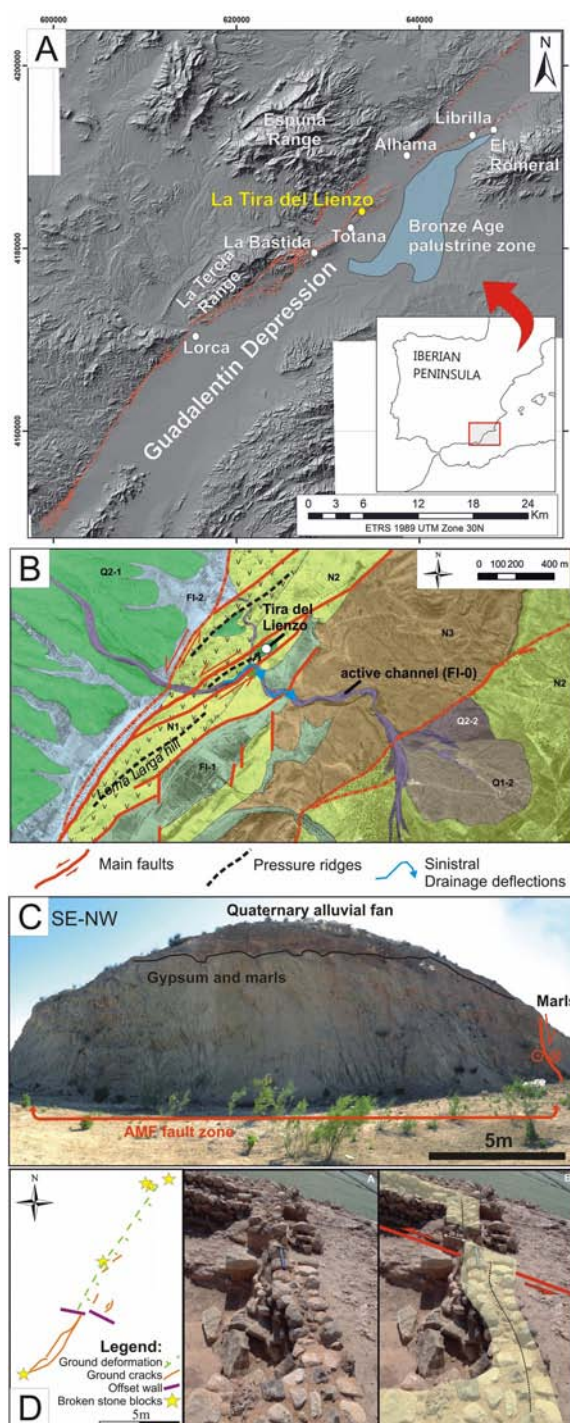 600000
620000
640000
A
N
4200000
Librilla
Espuña
Range
Alhama
El
Romeral
La Tira del Lienzo
4180000
La Bastida
Totana
Bronze Age
palustrine zone
La Tercia
Range
Lorca
Guadalentín Depression
IBERIAN
PENINSULA
4160000
0 3 6 12 18 24
Km
ETRS 1989 UTM Zone 30N
B
Q2-1
FI-2
N2
N
0 100200 400 m
Tira del
Lienzo
N3
active channel (FI-0)
N2
N1
Loma Larga hill
FI-1
Q2-2
Q1-2
Main faults
Pressure ridges
Sinistral
Drainage deflections
C
SE-NW
Quaternary alluvial fan
Gypsum and marls
Marls
AMF fault zone
5m
N
A
B
Legend:
Ground deformation
Ground cracks
Offset wall
Broken stone blocks
D
5m